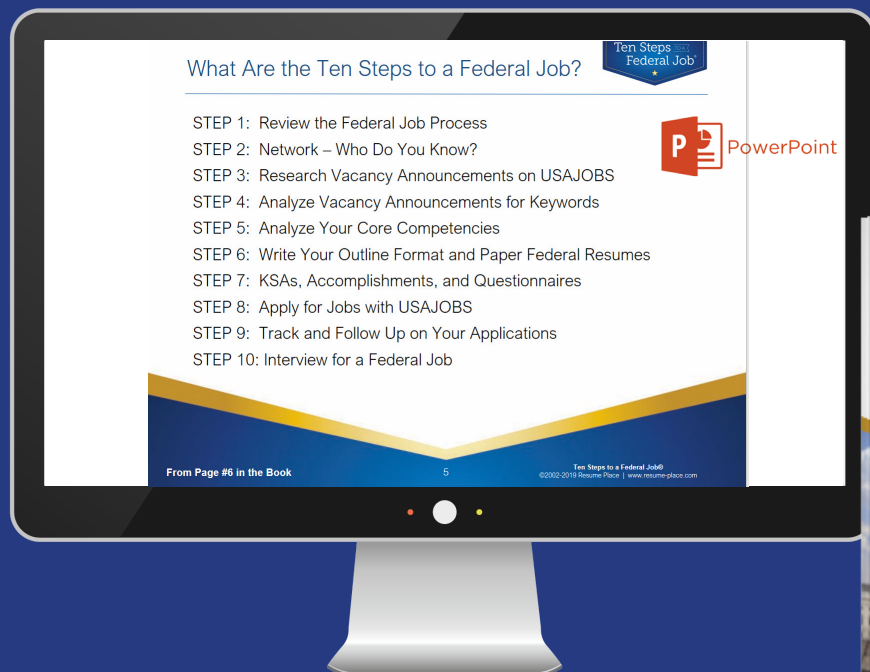 Ten Steps
Federal Job®
What Are the Ten Steps to a Federal Job?
STEP 1: Review the Federal Job Process
P PowerPoint
STEP 2: Network – Who Do You Know?
STEP 3: Research Vacancy Announcements on USAJOBS
STEP 4: Analyze Vacancy Announcements for Keywords
STEP 5: Analyze Your Core Competencies
STEP 6: Write Your Outline Format and Paper Federal Resumes
STEP 7: KSAs, Accomplishments, and Questionnaires
STEP 8: Apply for Jobs with USAJOBS
STEP 9: Track and Follow Up on Your Applications
STEP 10: Interview for a Federal Job
From Page #6 in the Book
5
Ten Steps to a Federal Job®
©2002-2019 Resume Place | www.resume-place.com